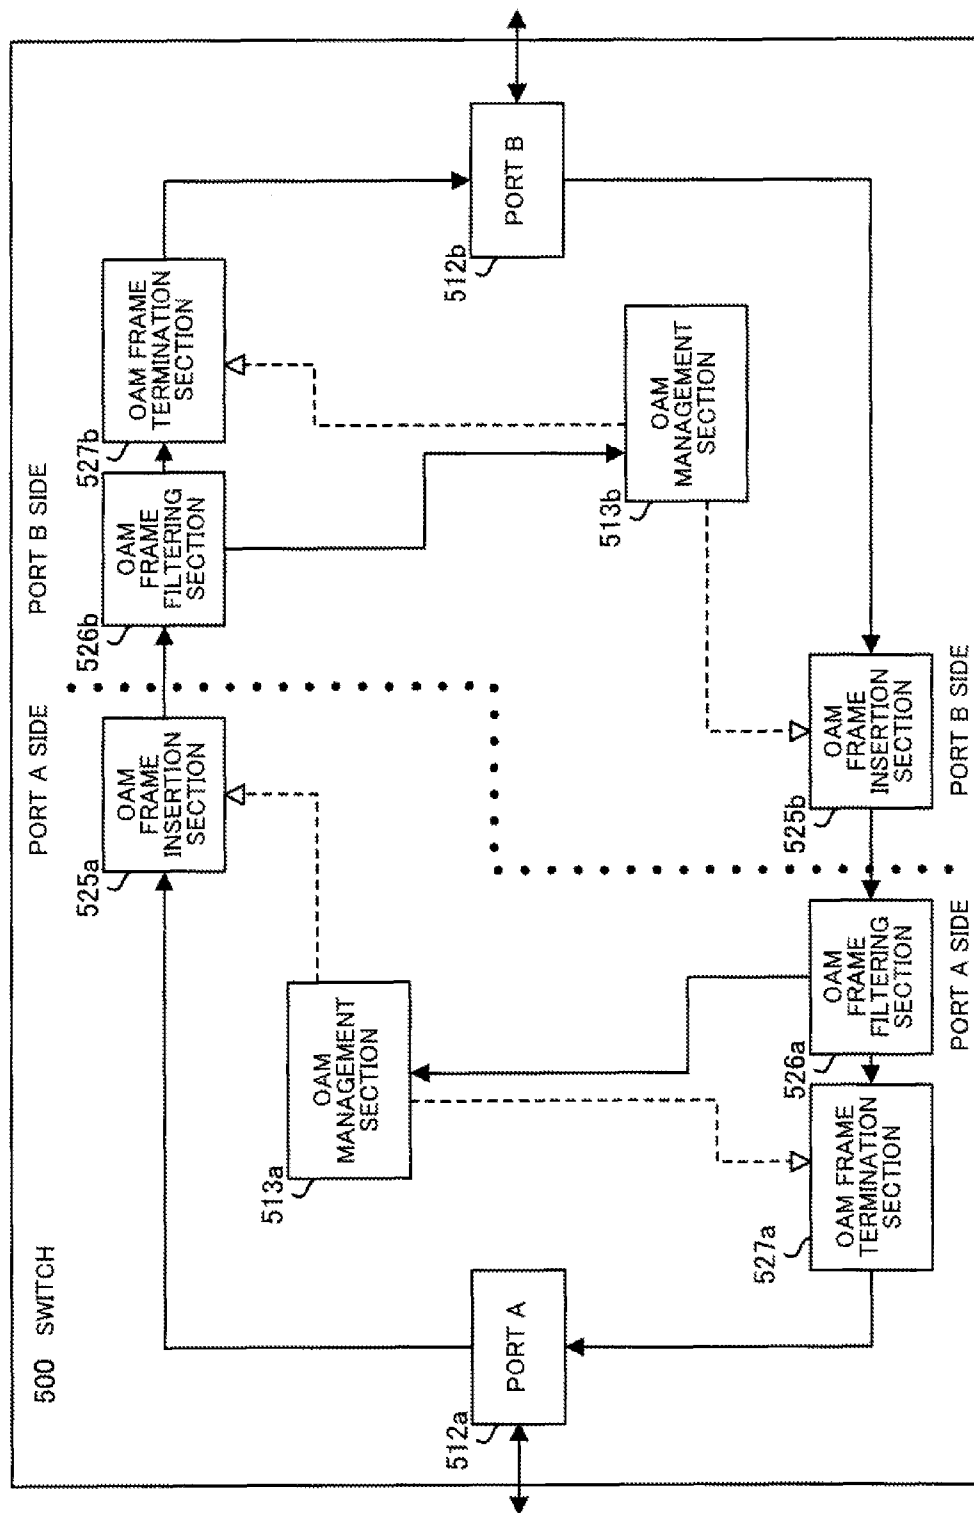 500 SWITCH
PORT A SIDE
PORT B SIDE
525a
OAM
FRAME
INSERTION
SECTION
526b
OAM
FRAME
FILTERING
SECTION
527b
OAM FRAME
TERMINATION
SECTION
513a
OAM
MANAGEMENT
SECTION
512a
PORT A
512b
PORT B
513b
OAM
MANAGEMENT
SECTION
527a
OAM FRAME
TERMINATION
SECTION
526a
OAM
FRAME
FILTERING
SECTION
525b
OAM
FRAME
INSERTION
SECTION
PORT A SIDE
PORT B SIDE